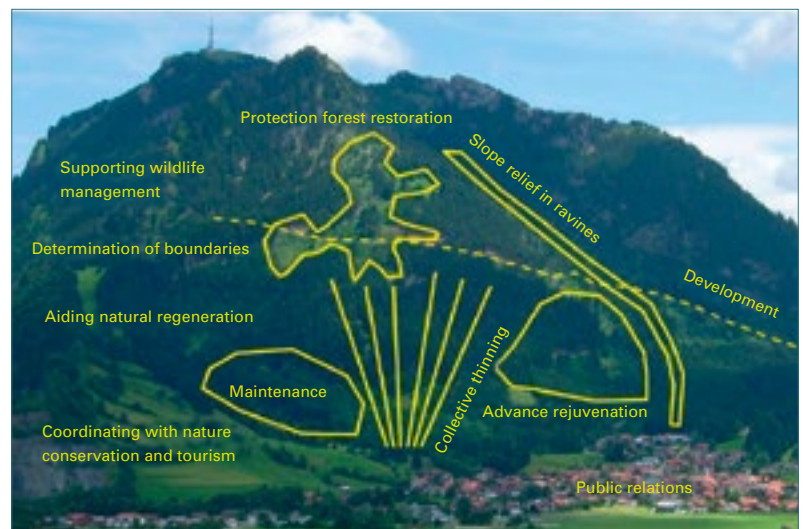 Protection forest restoration
Supporting wildlife
management
Slope relief in ravines
Determination of boundaries
Development
Aiding natural regeneration
Collective thinning
Maintenance
Advance rejuvenation
Coordinating with nature
conservation and tourism
Public relations